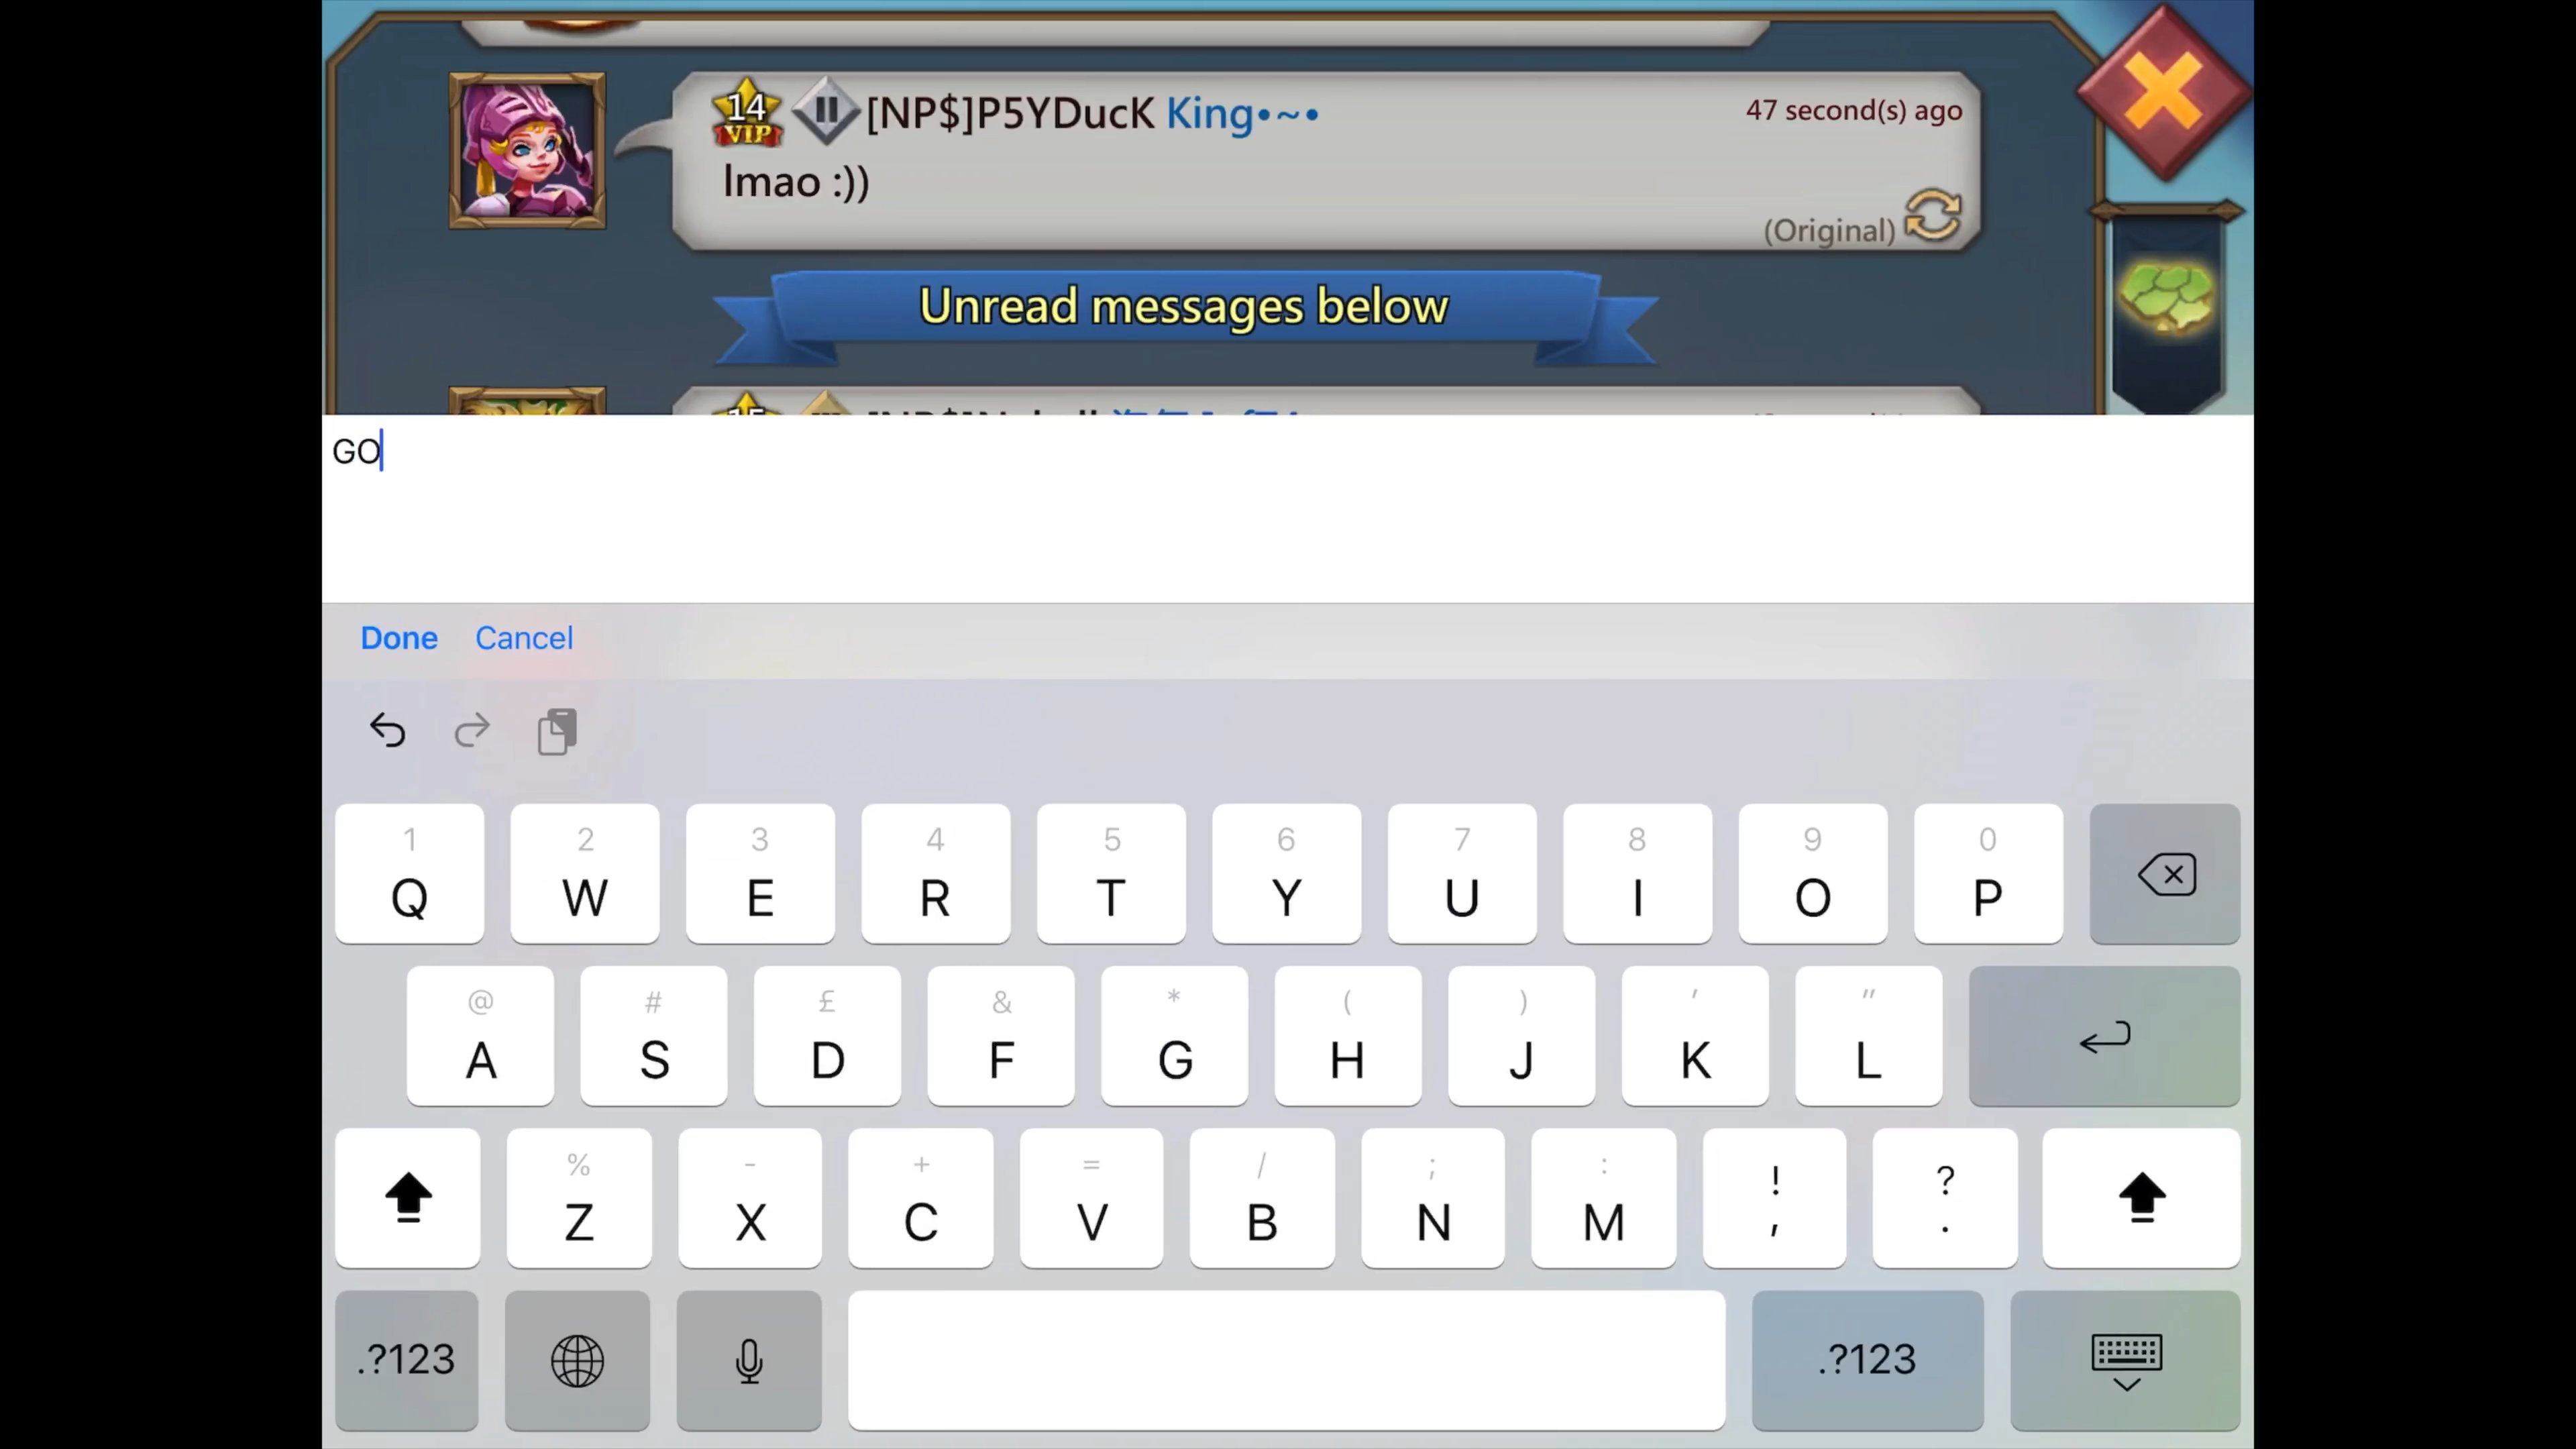 14 VIP II [NP$]P5YDucK King•~• 47 second(s) ago
lmao :))
(Original)
Unread messages below
GO
Done Cancel
1 2 3 4 5 6 7 8 9 0
Q W E R T Y U I O P
@ # £ & * ( ) ' "
A S D F G H J K L
% - + = / ; : ! ?
Z X C V B N M , .
.?123 .?123